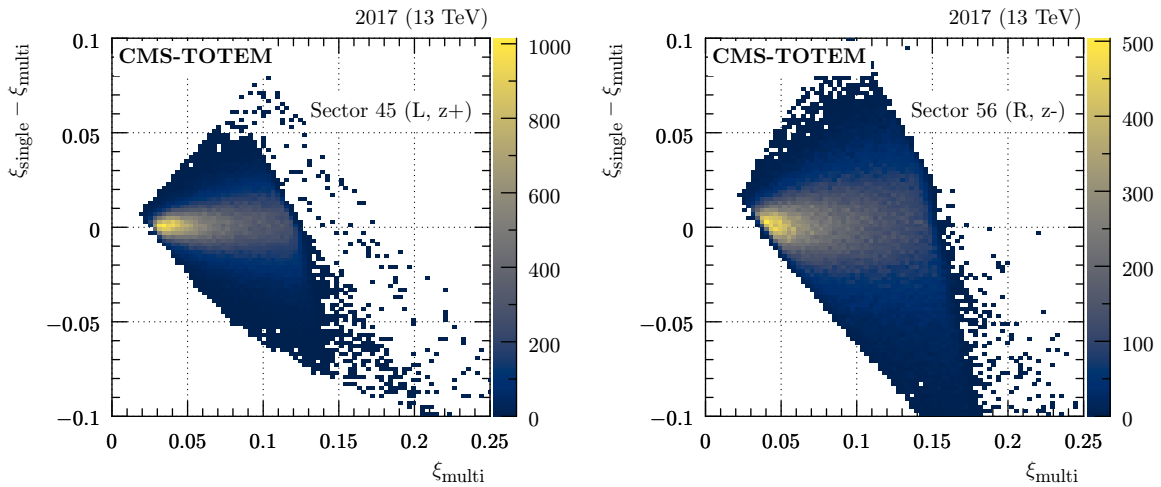 2017 (13 TeV)
CMS-TOTEM
Sector 45 (L, z+)
ξsingle − ξmulti
0.1
0.05
0
−0.05
−0.1
0 0.05 0.1 0.15 0.2 0.25
ξmulti
1000
800
600
400
200
0
2017 (13 TeV)
CMS-TOTEM
Sector 56 (R, z-)
ξsingle − ξmulti
0.1
0.05
0
−0.05
−0.1
0 0.05 0.1 0.15 0.2 0.25
ξmulti
500
400
300
200
100
0